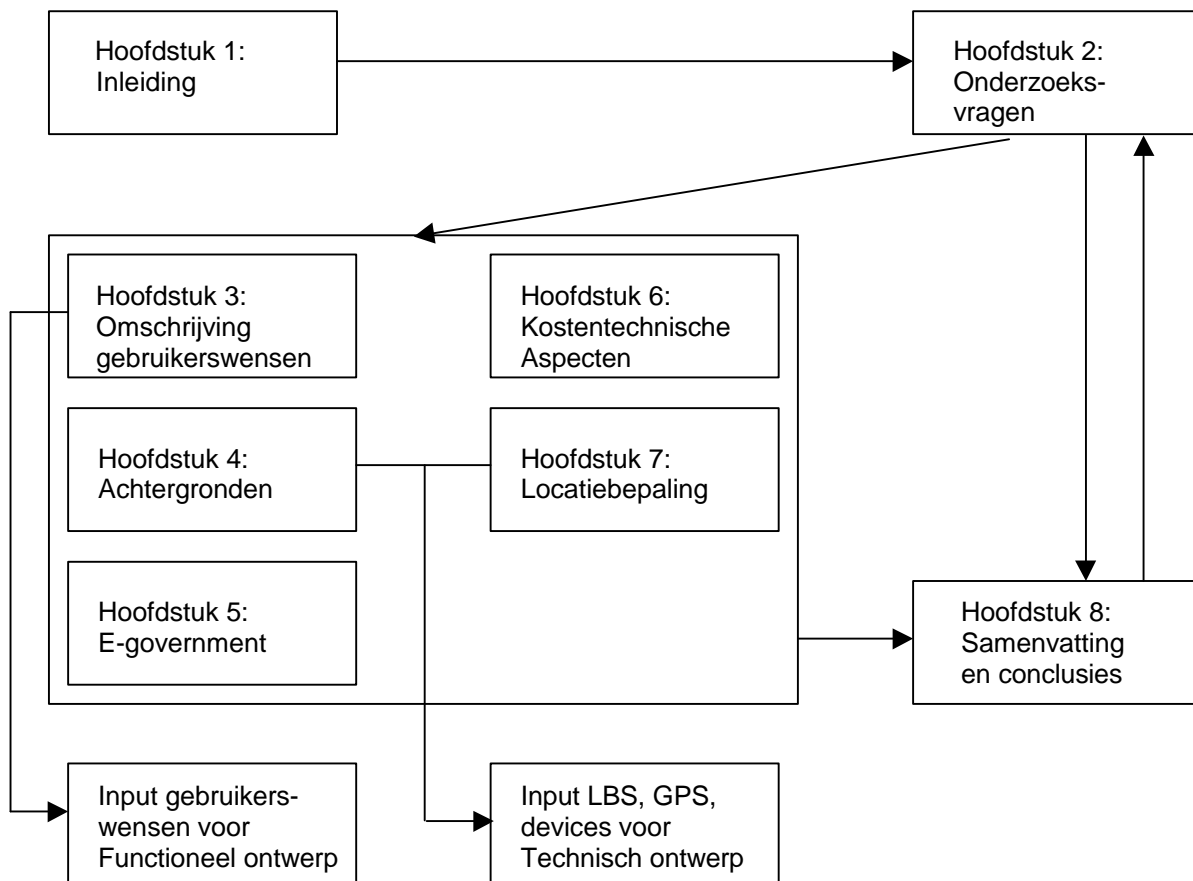 Hoofdstuk 1:
Inleiding
Hoofdstuk 2:
Onderzoeks-
vragen
Hoofdstuk 3:
Omschrijving
gebruikerswensen
Hoofdstuk 6:
Kostentechnische
Aspecten
Hoofdstuk 4:
Achtergronden
Hoofdstuk 7:
Locatiebepaling
Hoofdstuk 5:
E-government
Hoofdstuk 8:
Samenvatting
en conclusies
Input gebruikers-
wensen voor
Functioneel ontwerp
Input LBS, GPS,
devices voor
Technisch ontwerp